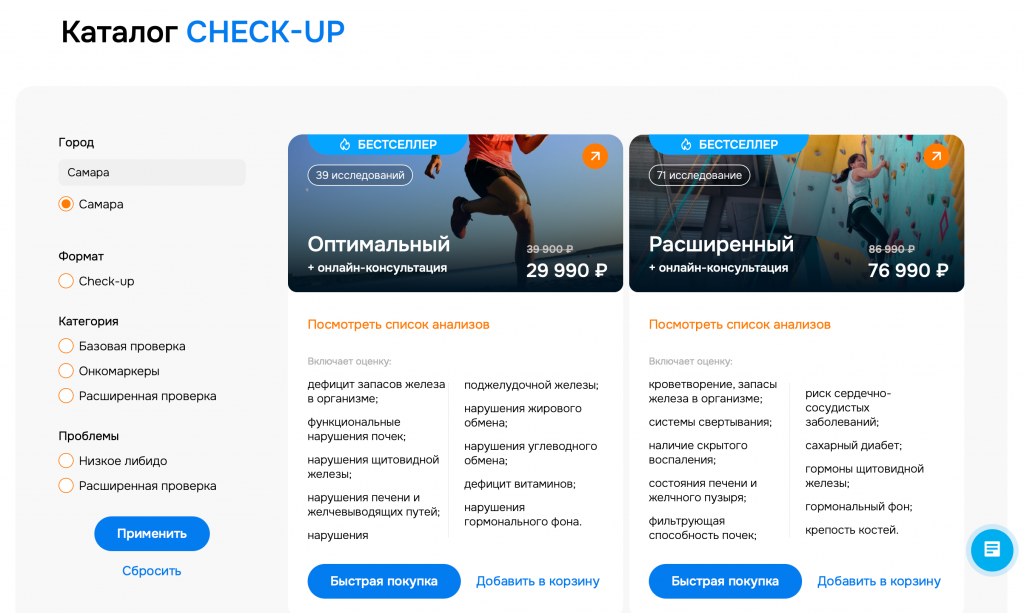 Каталог CHECK-UP
Город
Самара
Самара
Формат
Check-up
Категория
Базовая проверка
Онкомаркеры
Расширенная проверка
Проблемы
Низкое либидо
Расширенная проверка
Применить
Сбросить
БЕСТСЕЛЛЕР
39 исследований
Оптимальный
+ онлайн-консультация
39 900 ₽
29 990 ₽
Посмотреть список анализов
Включает оценку:
дефицит запасов железа
в организме;
функциональные
нарушения почек;
нарушения щитовидной
железы;
нарушения печени и
желчевыводящих путей;
нарушения
поджелудочной железы;
нарушения жирового
обмена;
нарушения углеводного
обмена;
дефицит витаминов;
нарушения
гормонального фона.
Быстрая покупка
Добавить в корзину
БЕСТСЕЛЛЕР
71 исследование
Расширенный
+ онлайн-консультация
86 990 ₽
76 990 ₽
Посмотреть список анализов
Включает оценку:
кроветворение, запасы
железа в организме;
системы свертывания;
наличие скрытого
воспаления;
состояния печени и
желчного пузыря;
фильтрующая
способность почек;
риск сердечно-
сосудистых
заболеваний;
сахарный диабет;
гормоны щитовидной
железы;
гормональный фон;
крепость костей.
Быстрая покупка
Добавить в корзину